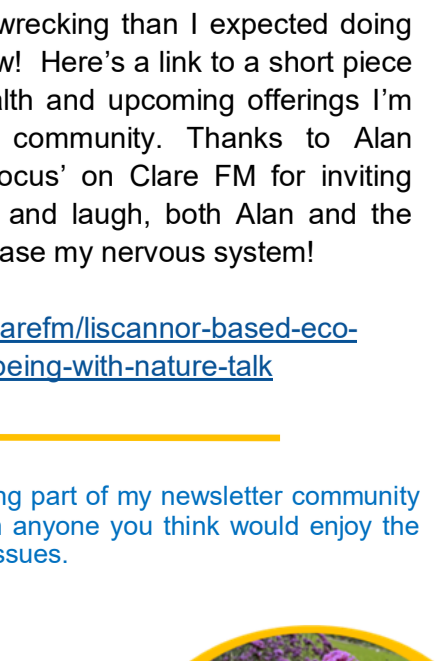 wrecking than I expected doing
w! Here's a link to a short piece
alth and upcoming offerings I'm
community. Thanks to Alan
ocus' on Clare FM for inviting
and laugh, both Alan and the
ase my nervous system!
arefm/liscannor-based-eco-
being-with-nature-talk
ng part of my newsletter community
anyone you think would enjoy the
ssues.